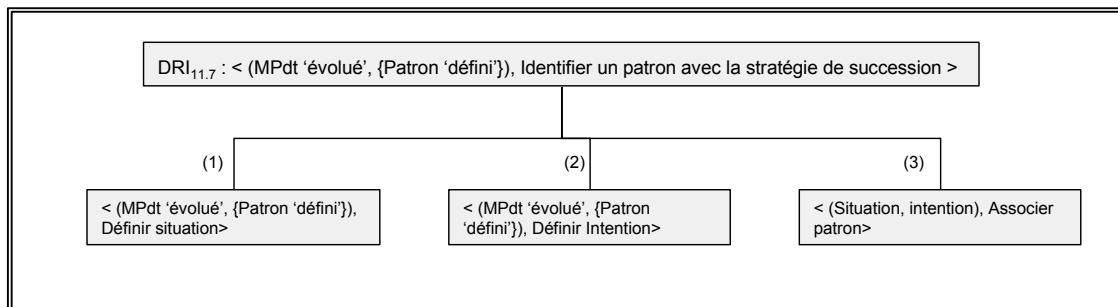 DRI11.7 : < (MPdt ‘évolué’, {Patron ‘défini’}), Identifier un patron avec la stratégie de succession >
(1)
(2)
(3)
< (MPdt ‘évolué’, {Patron ‘défini’}),
Définir situation>
< (MPdt ‘évolué’, {Patron
‘défini’}), Définir Intention>
< (Situation, intention), Associer
patron>